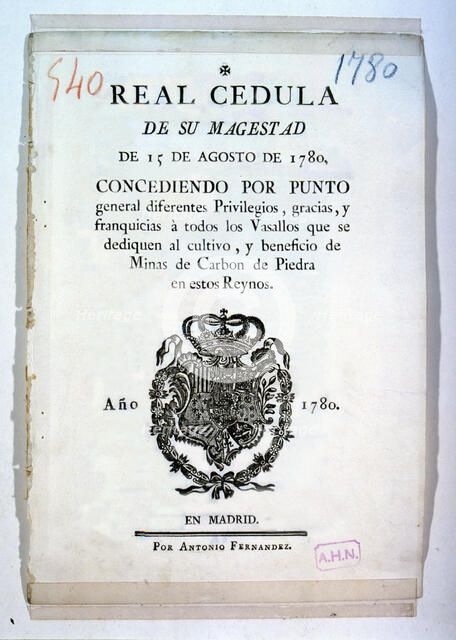 540
1780
✠
REAL CEDULA
DE SU MAGESTAD
DE 15 DE AGOSTO DE 1780,
CONCEDIENDO POR PUNTO
general diferentes Privilegios, gracias, y
franquicias à todos los Vasallos que se
dediquen al cultivo, y beneficio de
Minas de Carbon de Piedra
en estos Reynos.
Año 1780.
EN MADRID.
POR ANTONIO FERNANDEZ.
A.H.N.